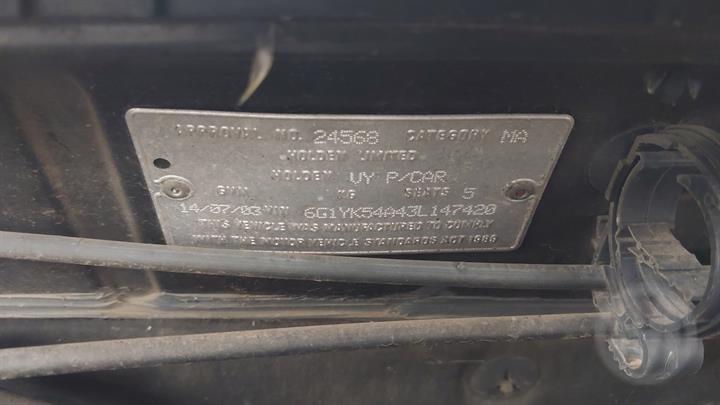 APPROVAL NO. 24568 CATEGORY MA
HOLDEN LIMITED
HOLDEN VY P/CAR
GVM KG SEATS 5
14/07/03 VIN 6G1YK54A43L147420
THIS VEHICLE WAS MANUFACTURED TO COMPLY
WITH THE MOTOR VEHICLE STANDARDS ACT 1989